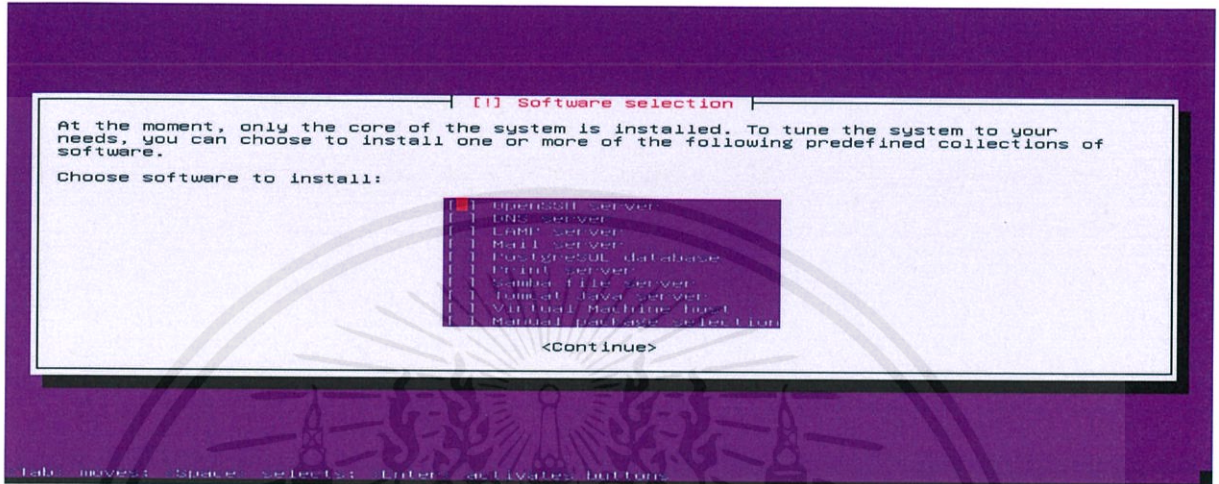 [!] Software selection
At the moment, only the core of the system is installed. To tune the system to your
needs, you can choose to install one or more of the following predefined collections of
software.
Choose software to install:
[ ] OpenSSH server
[ ] DNS server
[ ] LAMP server
[ ] Mail server
[ ] PostgreSQL database
[ ] Print server
[ ] Samba file server
[ ] Tomcat Java server
[ ] Virtual Machine host
[ ] Manual package selection
<Continue>
<Tab> moves; <Space> selects; <Enter> activates buttons